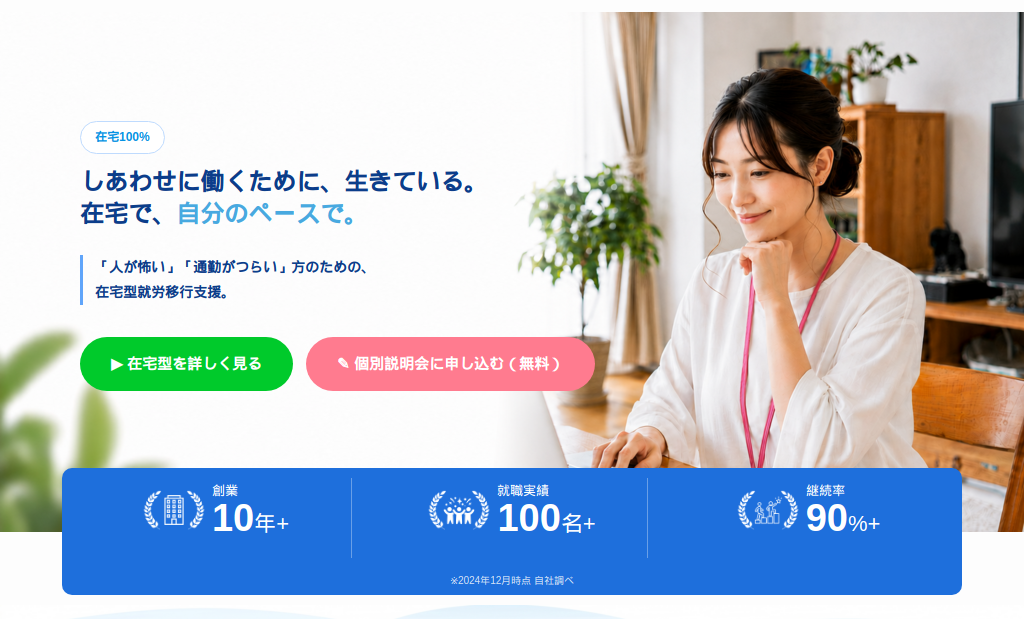 在宅100%
しあわせに働くために、生きている。
在宅で、自分のペースで。
「人が怖い」「通勤がつらい」方のための、
在宅型就労移行支援。
▶ 在宅型を詳しく見る
✎ 個別説明会に申し込む（無料）
創業
10年+
就職実績
100名+
継続率
90%+
※2024年12月時点 自社調べ